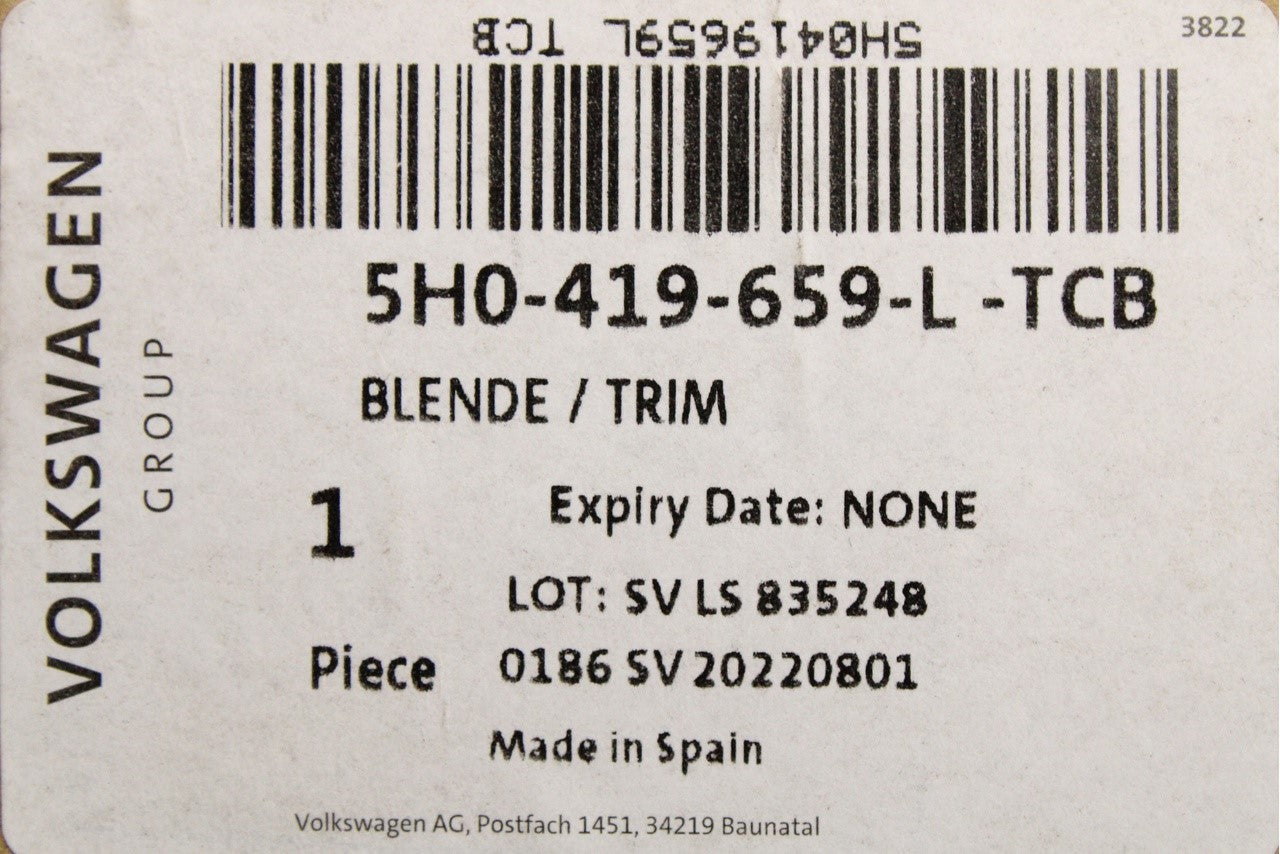 3822
5H0419659L TCB
5H0-419-659-L -TCB
BLENDE / TRIM
1
Expiry Date: NONE
LOT: SV LS 835248
Piece
0186 SV 20220801
Made in Spain
Volkswagen AG, Postfach 1451, 34219 Baunatal
VOLKSWAGEN
GROUP